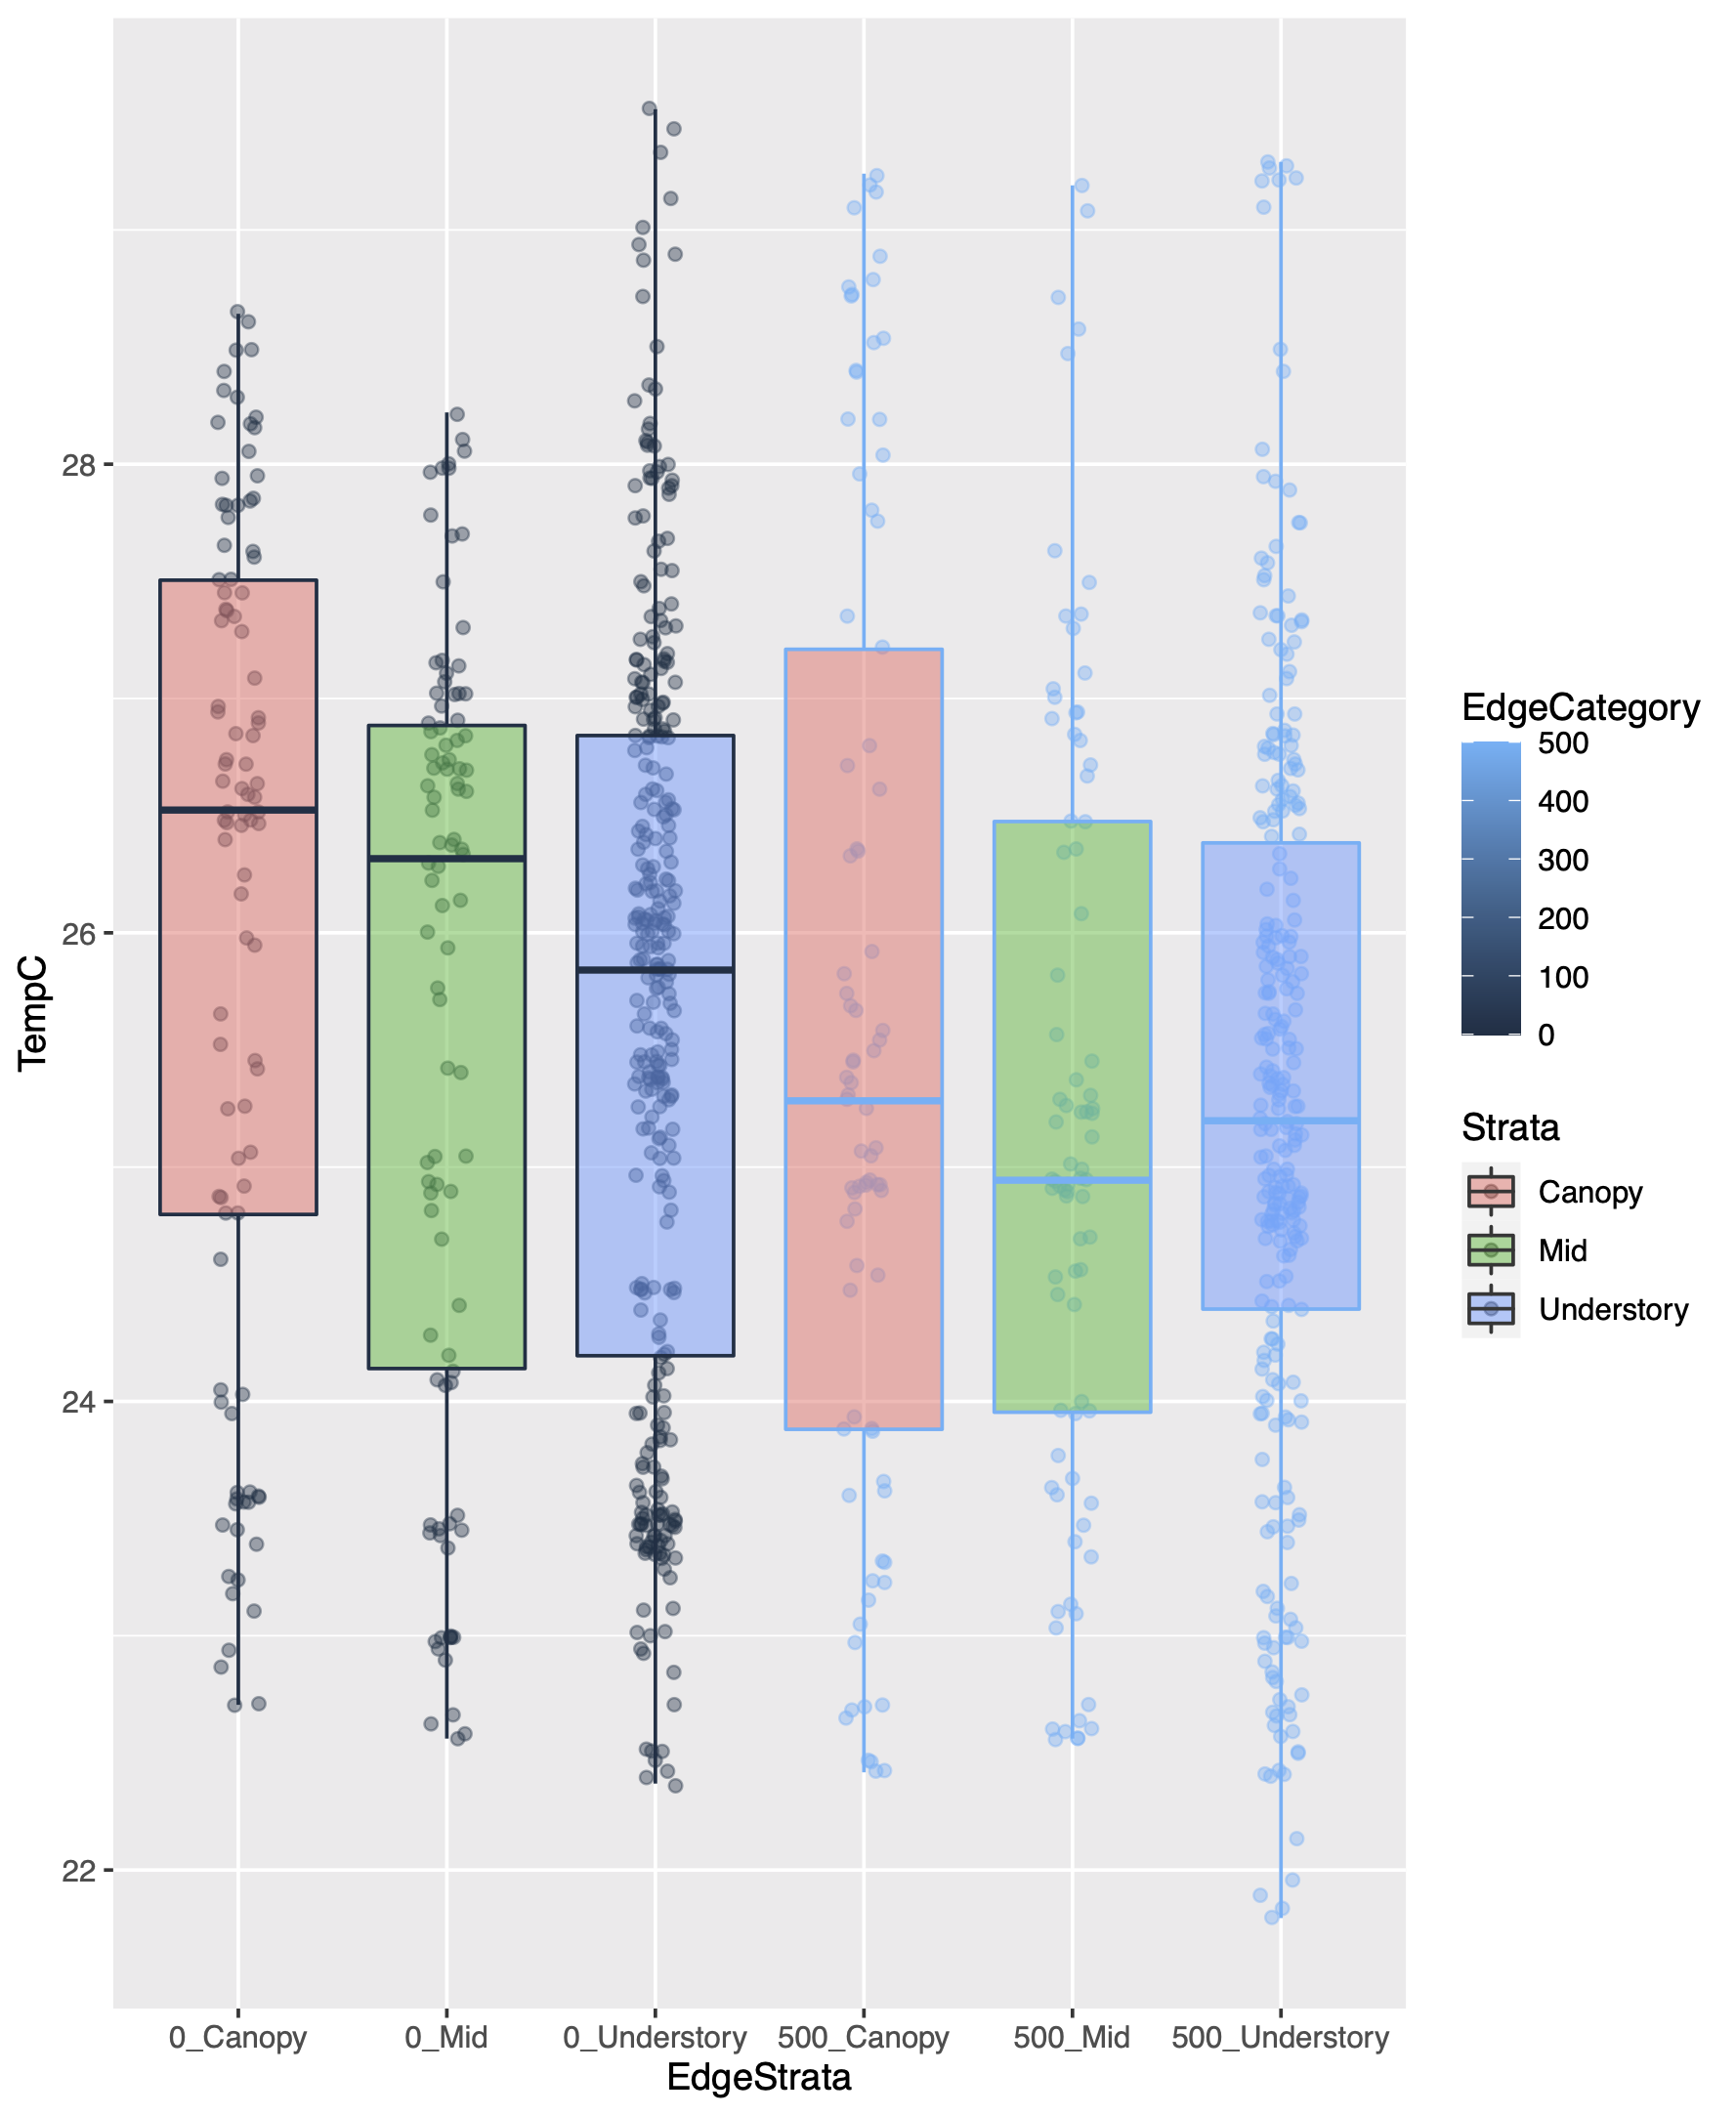 TempC
28
26
24
22
0_Canopy 0_Mid 0_Understory 500_Canopy 500_Mid 500_Understory
EdgeStrata
EdgeCategory
500
400
300
200
100
0
Strata
Canopy
Mid
Understory